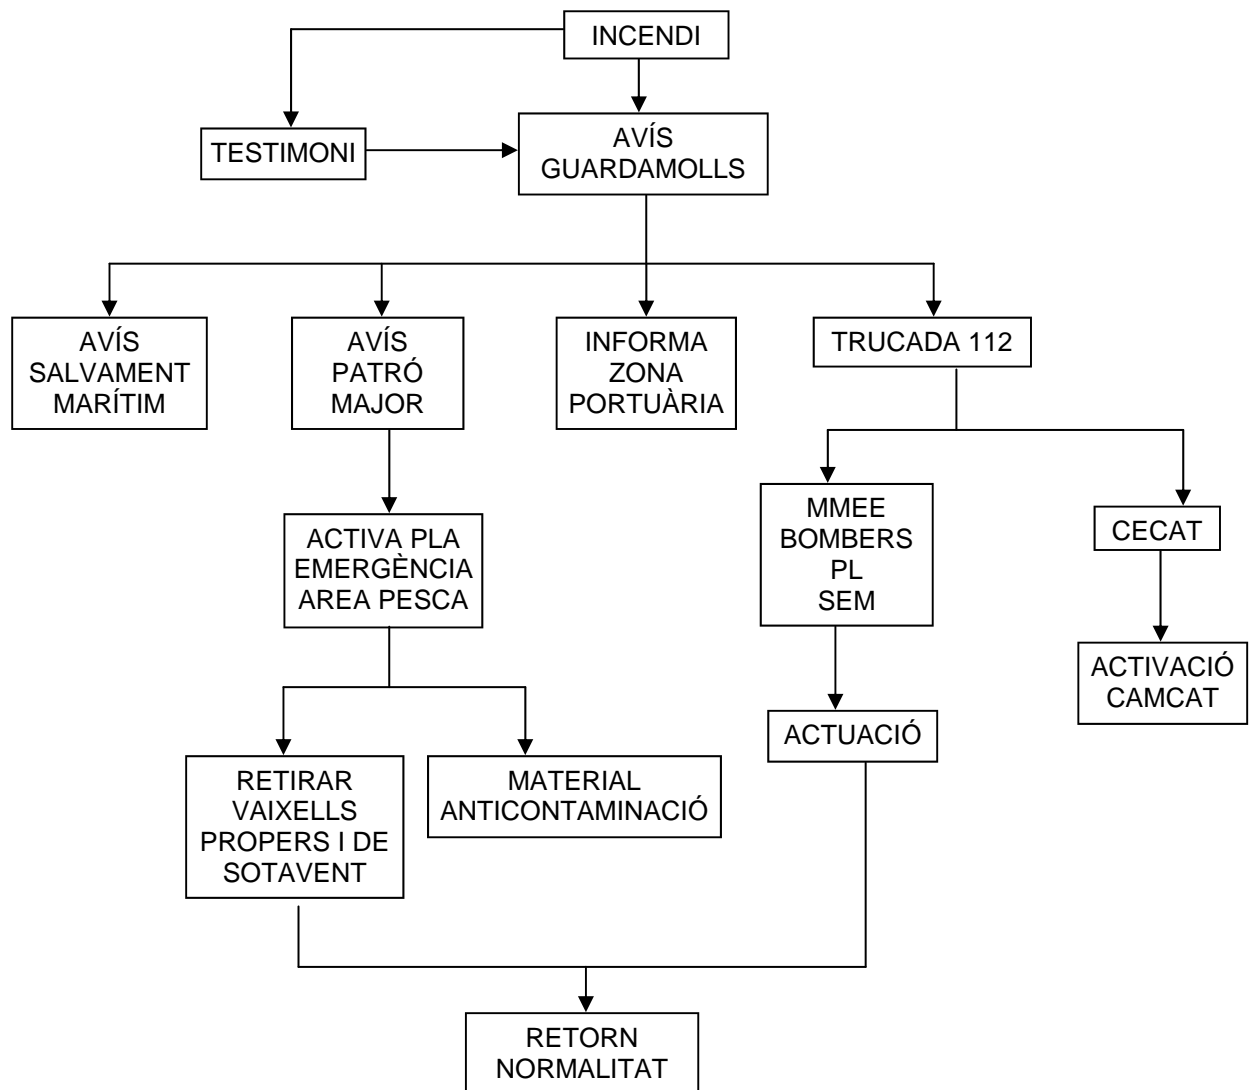 INCENDI
TESTIMONI
AVÍS
GUARDAMOLLS
AVÍS
SALVAMENT
MARÍTIM
AVÍS
PATRÓ
MAJOR
INFORMA
ZONA
PORTUÀRIA
TRUCADA 112
ACTIVA PLA
EMERGÈNCIA
AREA PESCA
MMEE
BOMBERS
PL
SEM
CECAT
ACTIVACIÓ
CAMCAT
ACTUACIÓ
RETIRAR
VAIXELLS
PROPERS I DE
SOTAVENT
MATERIAL
ANTICONTAMINACIÓ
RETORN
NORMALITAT